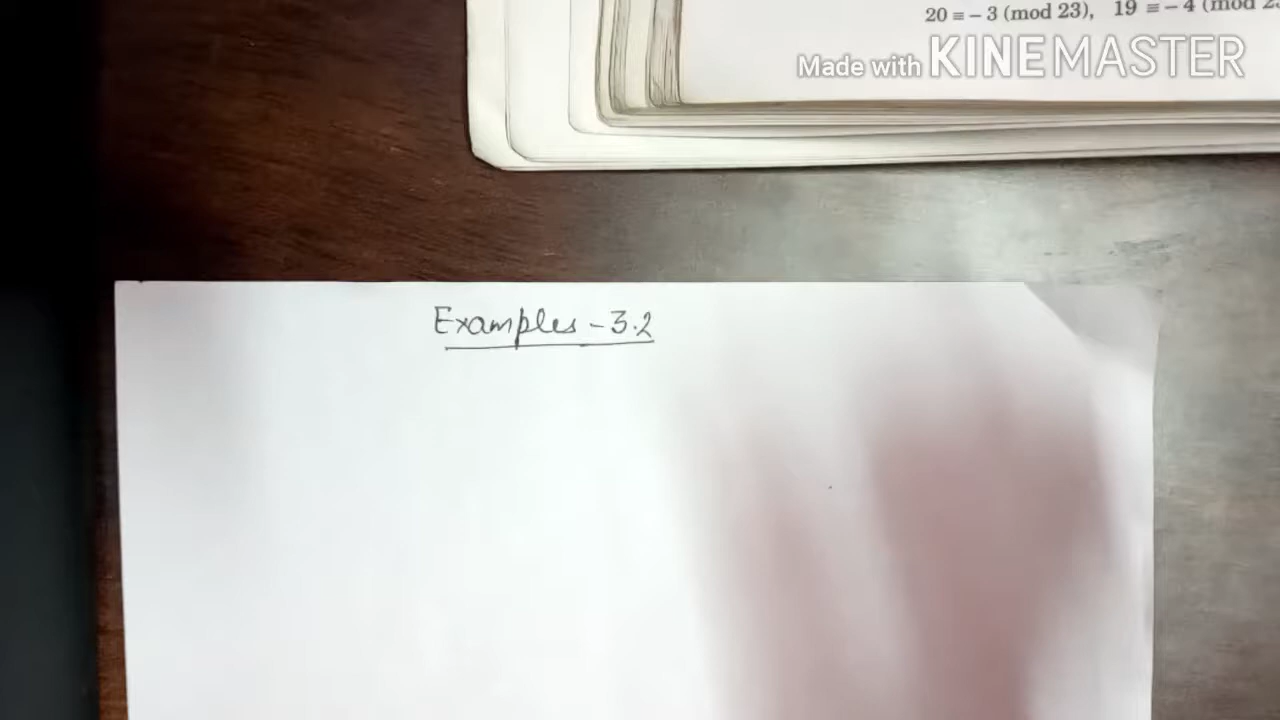 20 ≡ – 3 (mod 23), 19 ≡ – 4 (mod
Made with KINEMASTER
Examples - 3.2